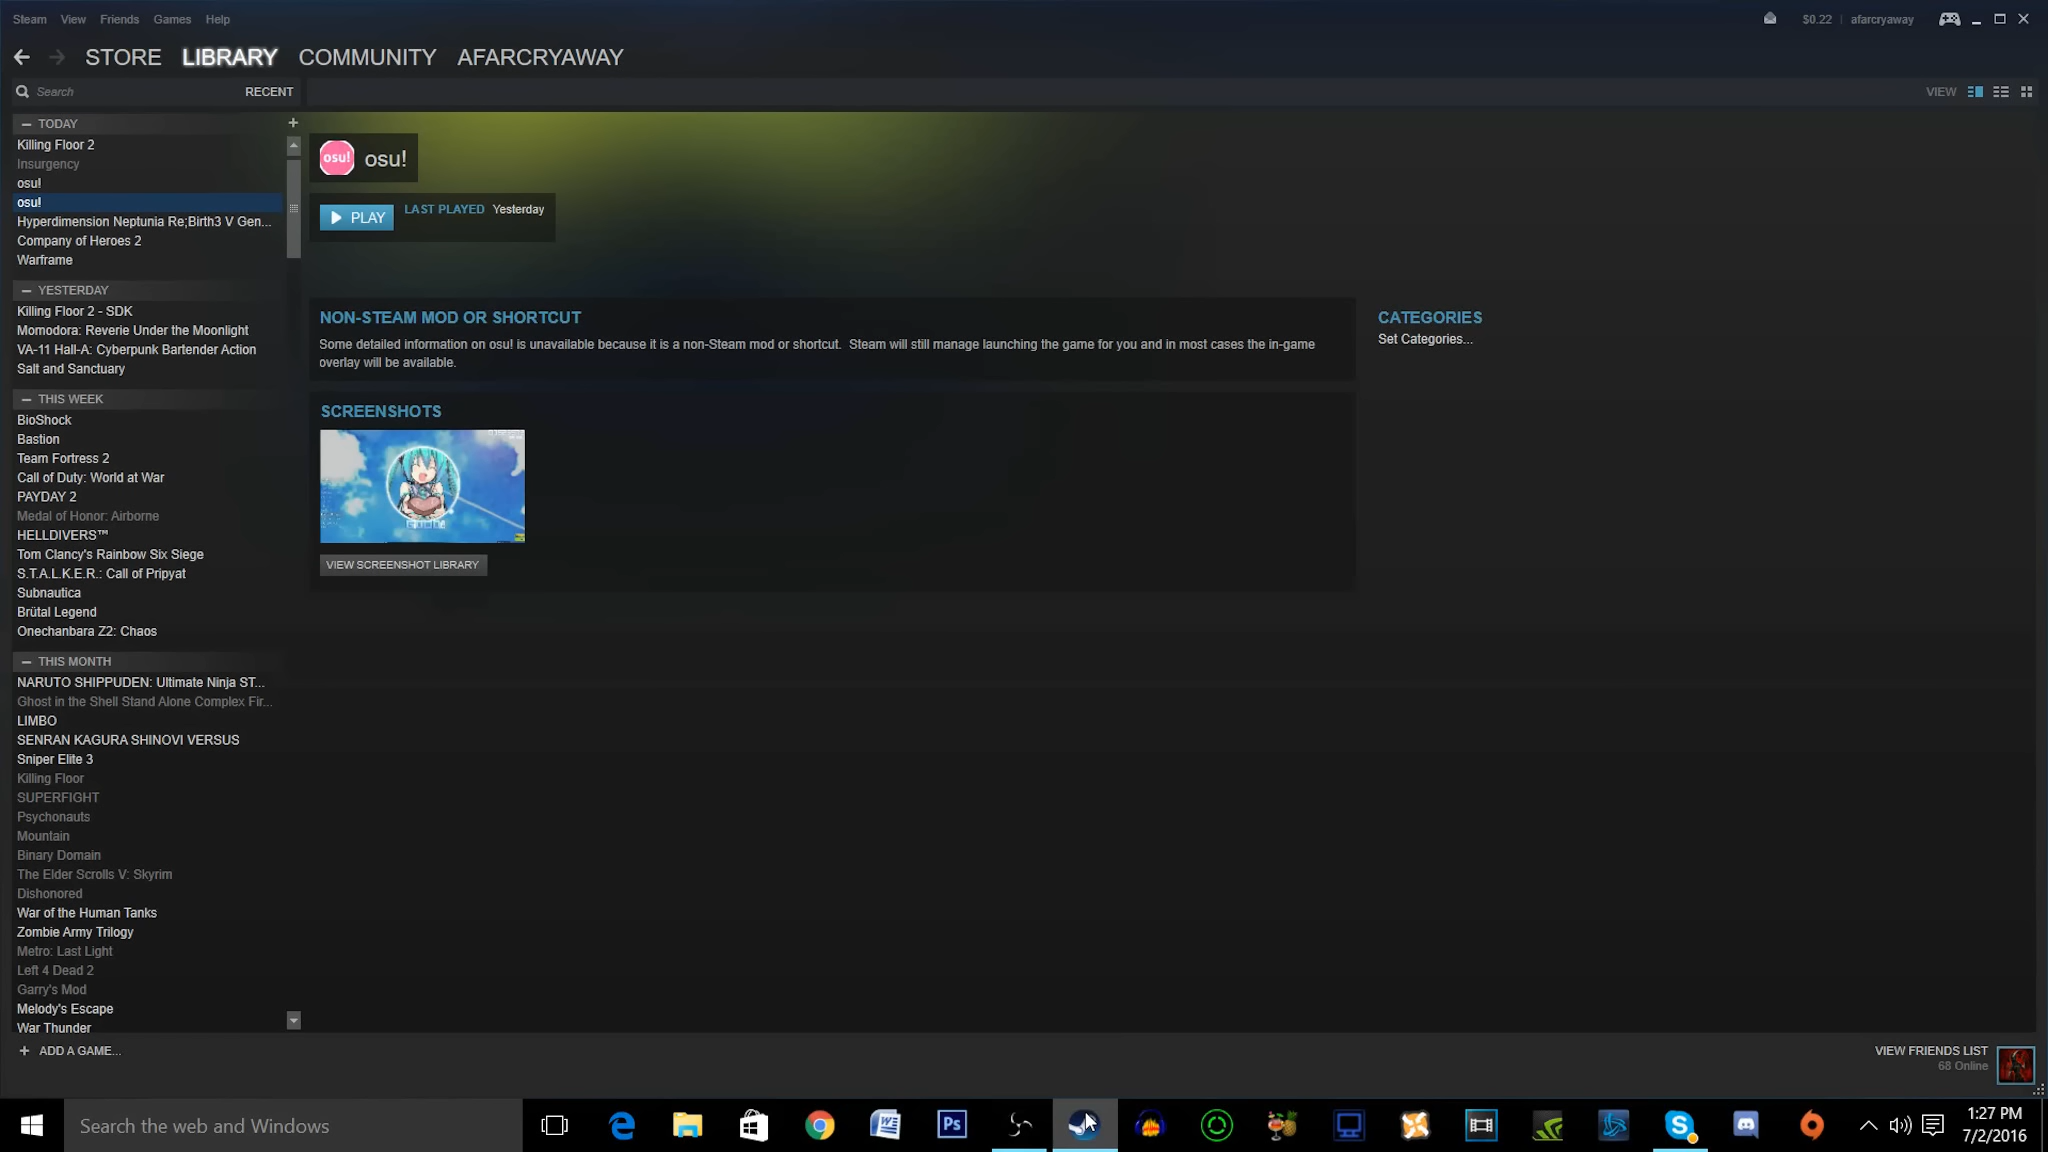 Steam View Friends Games Help
$0.22 | afarcryaway
STORE LIBRARY COMMUNITY AFARCRYAWAY
Search RECENT
VIEW
— TODAY +
Killing Floor 2
Insurgency
osu!
osu!
Hyperdimension Neptunia Re;Birth3 V Gen...
Company of Heroes 2
Warframe
— YESTERDAY
Killing Floor 2 - SDK
Momodora: Reverie Under the Moonlight
VA-11 Hall-A: Cyberpunk Bartender Action
Salt and Sanctuary
— THIS WEEK
BioShock
Bastion
Team Fortress 2
Call of Duty: World at War
PAYDAY 2
Medal of Honor: Airborne
HELLDIVERS™
Tom Clancy's Rainbow Six Siege
S.T.A.L.K.E.R.: Call of Pripyat
Subnautica
Brütal Legend
Onechanbara Z2: Chaos
— THIS MONTH
NARUTO SHIPPUDEN: Ultimate Ninja ST...
Ghost in the Shell Stand Alone Complex Fir...
LIMBO
SENRAN KAGURA SHINOVI VERSUS
Sniper Elite 3
Killing Floor
SUPERFIGHT
Psychonauts
Mountain
Binary Domain
The Elder Scrolls V: Skyrim
Dishonored
War of the Human Tanks
Zombie Army Trilogy
Metro: Last Light
Left 4 Dead 2
Garry's Mod
Melody's Escape
War Thunder
+ ADD A GAME...
osu! osu!
PLAY LAST PLAYED Yesterday
NON-STEAM MOD OR SHORTCUT
Some detailed information on osu! is unavailable because it is a non-Steam mod or shortcut. Steam will still manage launching the game for you and in most cases the in-game
overlay will be available.
SCREENSHOTS
VIEW SCREENSHOT LIBRARY
CATEGORIES
Set Categories...
VIEW FRIENDS LIST
68 Online
Search the web and Windows
Ps
1:27 PM
7/2/2016